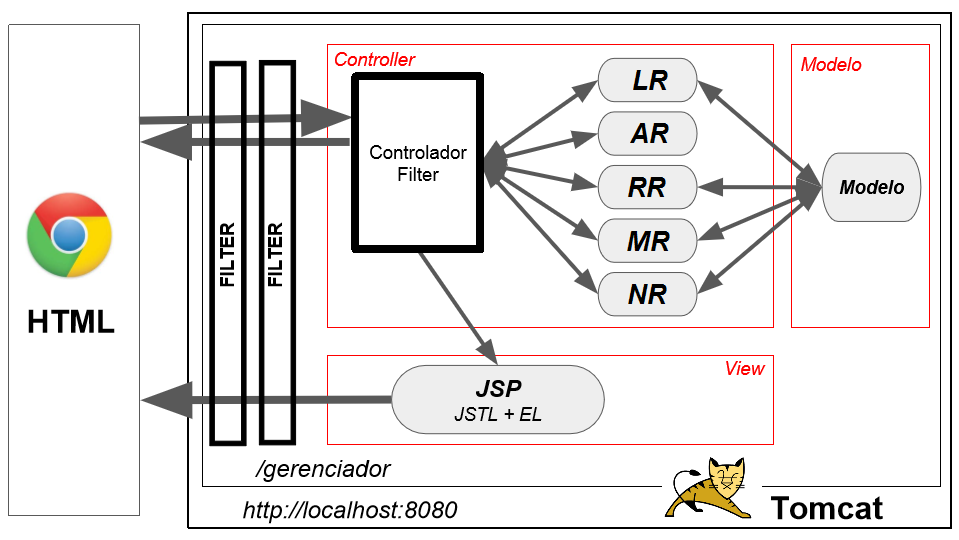 Controller
Modelo
LR
AR
Controlador
Filter
RR
Modelo
MR
NR
FILTER
FILTER
HTML
View
JSP
JSTL + EL
/gerenciador
http://localhost:8080
Tomcat